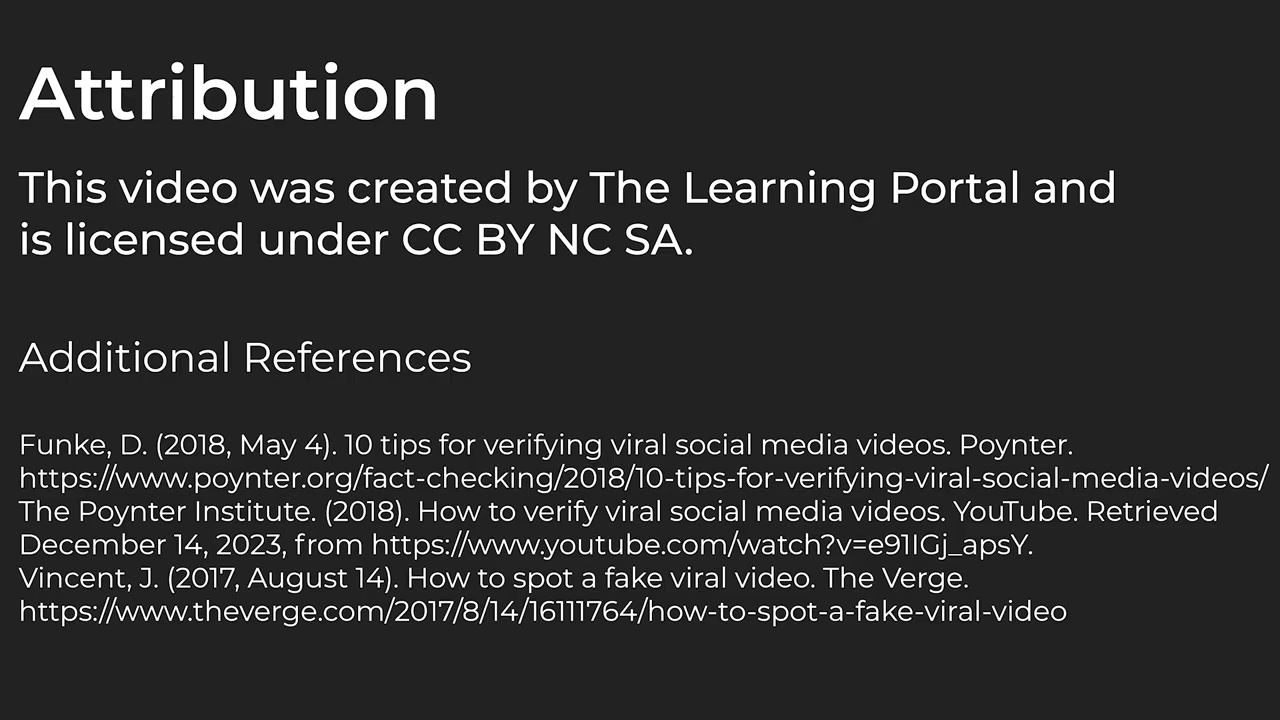 Attribution
This video was created by The Learning Portal and
is licensed under CC BY NC SA.
Additional References
Funke, D. (2018, May 4). 10 tips for verifying viral social media videos. Poynter.
https://www.poynter.org/fact-checking/2018/10-tips-for-verifying-viral-social-media-videos/
The Poynter Institute. (2018). How to verify viral social media videos. YouTube. Retrieved
December 14, 2023, from https://www.youtube.com/watch?v=e91IGj_apsY.
Vincent, J. (2017, August 14). How to spot a fake viral video. The Verge.
https://www.theverge.com/2017/8/14/16111764/how-to-spot-a-fake-viral-video